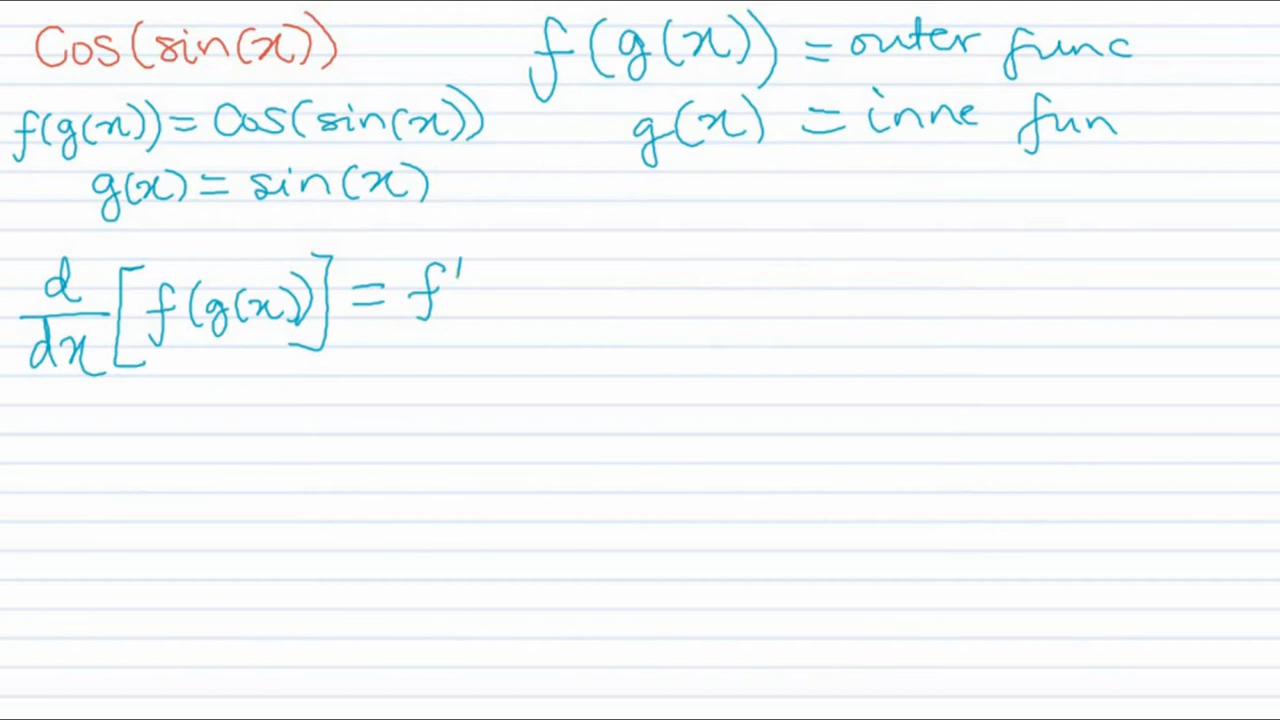 Cos(sin(x))
f(g(x)) = outer func
f(g(x)) = Cos(sin(x))
g(x) = inne fun
g(x) = sin(x)
d/dx [f(g(x))] = f'